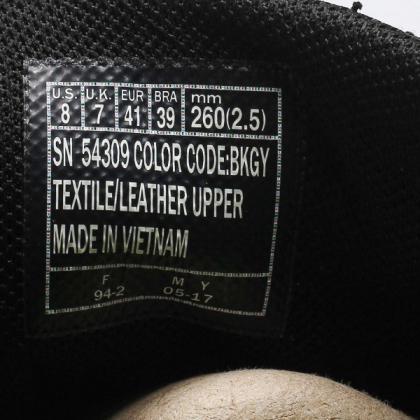 U.S. U.K. EUR BRA mm
8 7 41 39 260(2.5)
SN 54309 COLOR CODE:BKGY
TEXTILE/LEATHER UPPER
MADE IN VIETNAM
F M Y
94-2 05-17